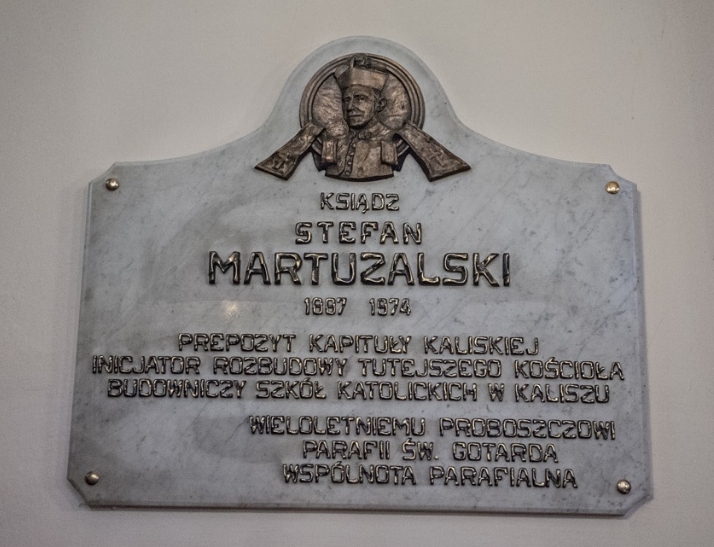 KSIĄDZ
STEFAN
MARTUZALSKI
1887 1974
PREPOZYT KAPITUŁY KALISKIEJ
INICJATOR ROZBUDOWY TUTEJSZEGO KOŚCIOŁA
BUDOWNICZY SZKÓŁ KATOLICKICH W KALISZU
WIELOLETNIEMU PROBOSZCZOWI
PARAFII ŚW. GOTARDA
WSPÓLNOTA PARAFIALNA